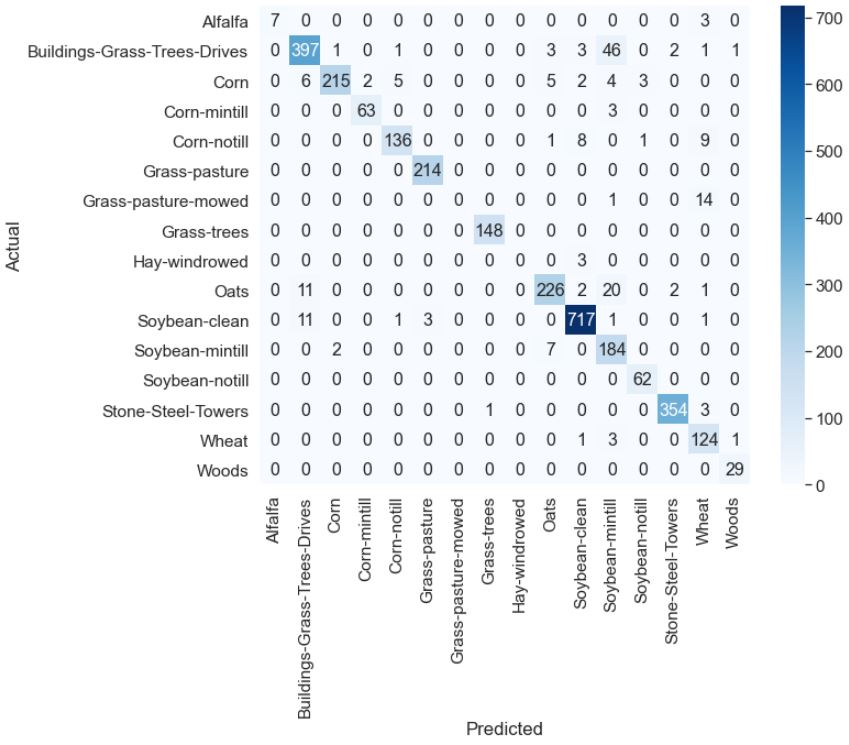 Alfalfa 7 0 0 0 0 0 0 0 0 0 0 0 0 0 3 0
Buildings-Grass-Trees-Drives 0 397 1 0 1 0 0 0 0 3 3 46 0 2 1 1
Corn 0 6 215 2 5 0 0 0 0 5 2 4 3 0 0 0
Corn-mintill 0 0 0 63 0 0 0 0 0 0 0 3 0 0 0 0
Corn-notill 0 0 0 0 136 0 0 0 0 1 8 0 1 0 9 0
Grass-pasture 0 0 0 0 0 214 0 0 0 0 0 0 0 0 0 0
Grass-pasture-mowed 0 0 0 0 0 0 0 0 0 0 0 1 0 0 14 0
Grass-trees 0 0 0 0 0 0 0 148 0 0 0 0 0 0 0 0
Hay-windrowed 0 0 0 0 0 0 0 0 0 0 3 0 0 0 0 0
Oats 0 11 0 0 0 0 0 0 0 226 2 20 0 2 1 0
Soybean-clean 0 11 0 0 1 3 0 0 0 0 717 1 0 0 1 0
Soybean-mintill 0 0 2 0 0 0 0 0 0 7 0 184 0 0 0 0
Soybean-notill 0 0 0 0 0 0 0 0 0 0 0 0 62 0 0 0
Stone-Steel-Towers 0 0 0 0 0 0 0 1 0 0 0 0 0 354 3 0
Wheat 0 0 0 0 0 0 0 0 0 0 1 3 0 0 124 1
Woods 0 0 0 0 0 0 0 0 0 0 0 0 0 0 0 29
Actual
Alfalfa
Buildings-Grass-Trees-Drives
Corn
Corn-mintill
Corn-notill
Grass-pasture
Grass-pasture-mowed
Grass-trees
Hay-windrowed
Oats
Soybean-clean
Soybean-mintill
Soybean-notill
Stone-Steel-Towers
Wheat
Woods
Predicted
700
600
500
400
300
200
100
0